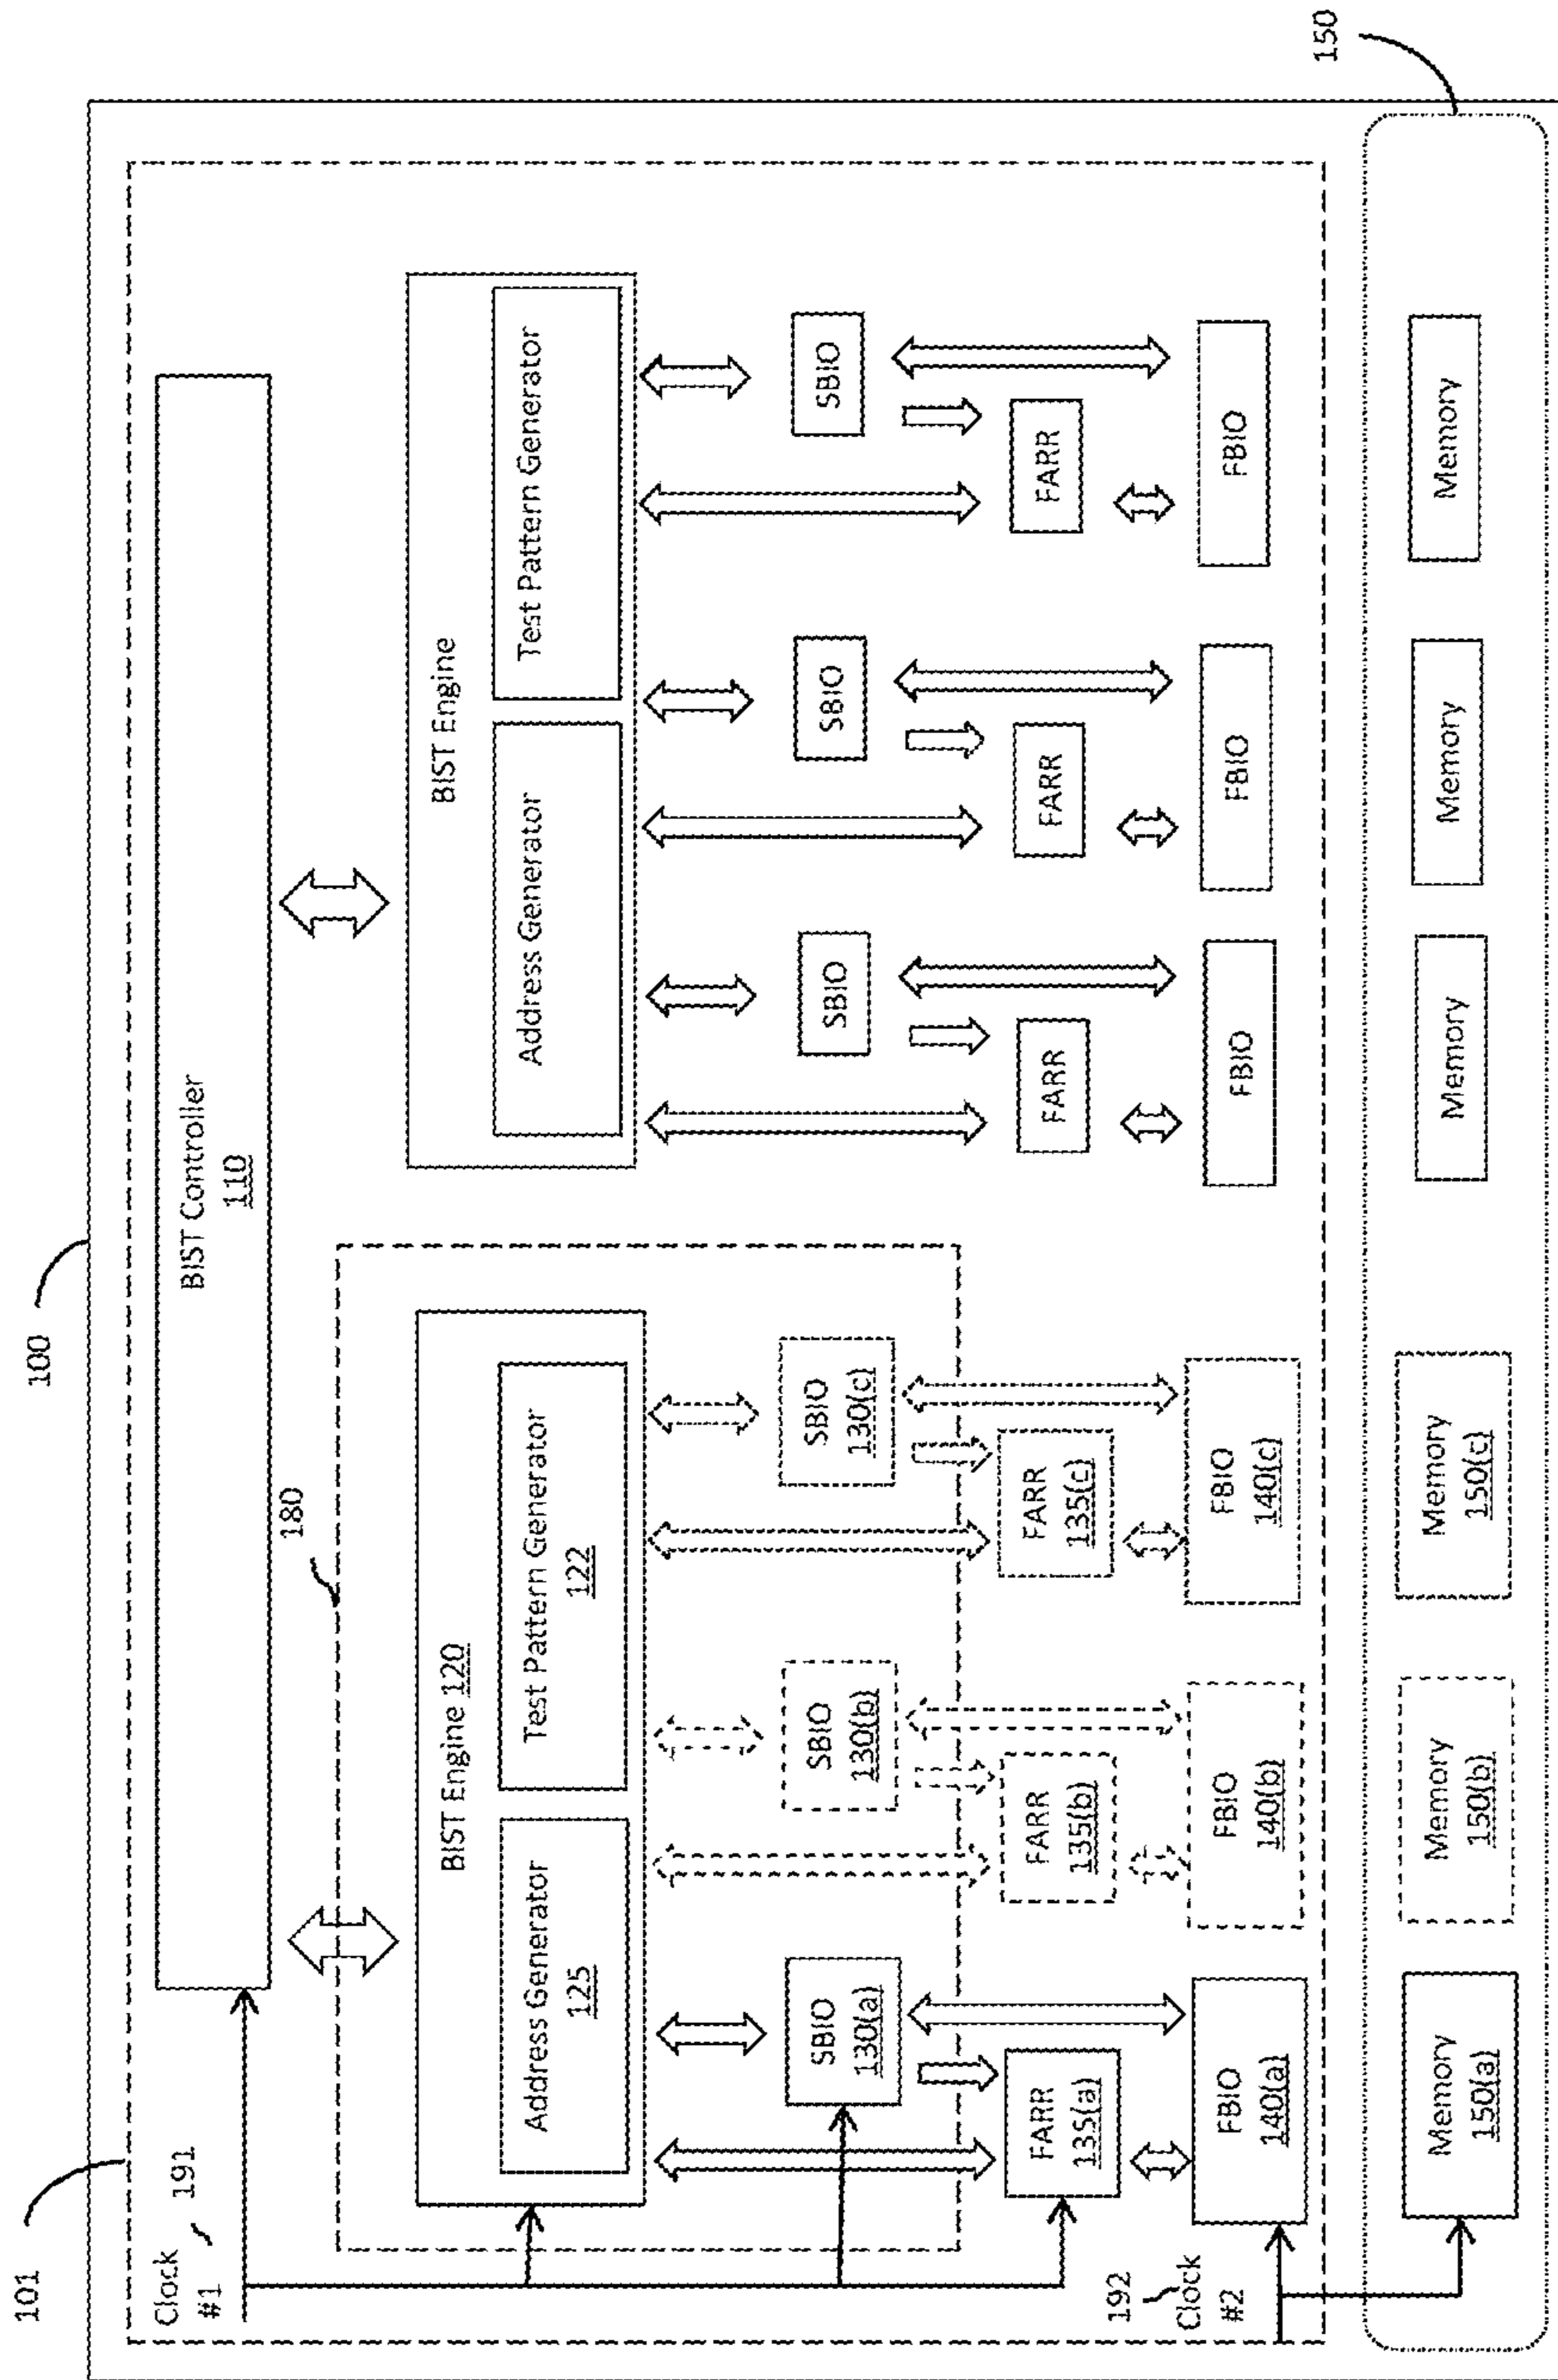 100
101
BIST Controller
110
Clock
#1
191
180
BIST Engine 120
Address Generator
125
Test Pattern Generator
122
BIST Engine
Address Generator
Test Pattern Generator
SBIO
130(a)
SBIO
130(b)
SBIO
130(c)
SBIO
SBIO
SBIO
FARR
135(a)
FARR
135(b)
FARR
135(c)
FARR
FARR
FARR
192
Clock
#2
FBIO
140(a)
FBIO
140(b)
FBIO
140(c)
FBIO
FBIO
FBIO
150
Memory
150(a)
Memory
150(b)
Memory
150(c)
Memory
Memory
Memory